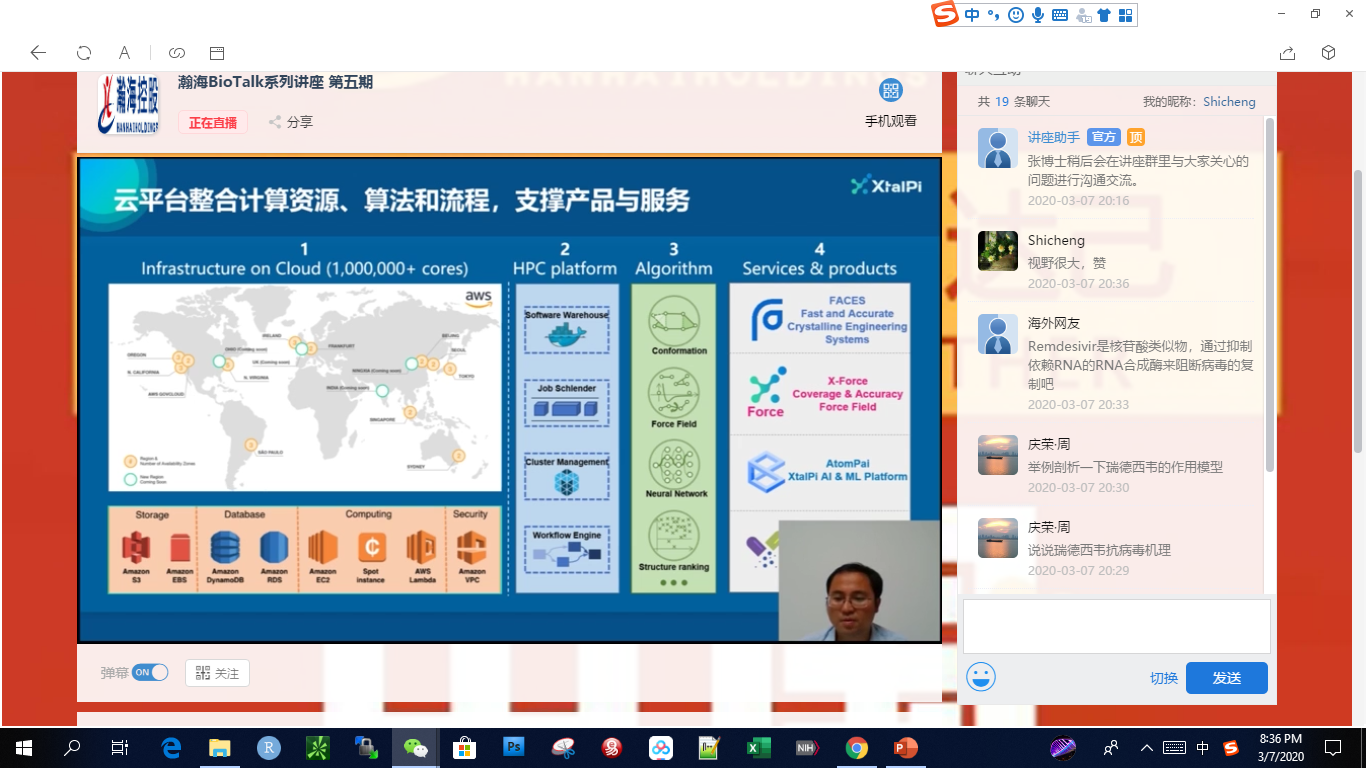 中
A
瀚海控股
HANHAIHOLDINGS
瀚海BioTalk系列讲座 第五期
正在直播
分享
手机观看
云平台整合计算资源、算法和流程，支撑产品与服务
XtalPi
1
Infrastructure on Cloud (1,000,000+ cores)
2
HPC platform
3
Algorithm
4
Services & products
aws
IRELAND
FRANKFURT
BEIJING
SEOUL
TOKYO
OREGON
N. CALIFORNIA
AWS GOVCLOUD
N. VIRGINIA
SINGAPORE
SÃO PAULO
SYDNEY
Region &
Number of Availability Zones
New Region
Coming Soon
Storage
Database
Computing
Security
Amazon S3
Amazon EBS
Amazon DynamoDB
Amazon RDS
Amazon EC2
Spot instance
AWS Lambda
Amazon VPC
Software Warehouse
Job Schlender
Cluster Management
Workflow Engine
Conformation
Force Field
Neural Network
Structure ranking
FACES
Fast and Accurate
Crystalline Engineering
Systems
Force
X-Force
Coverage & Accuracy
Force Field
AtomPai
XtalPi AI & ML Platform
弹幕
ON
关注
聊天互动
共 19 条聊天
我的昵称：Shicheng
讲座助手 官方 顶
张博士稍后会在讲座群里与大家关心的
问题进行沟通交流。
2020-03-07 20:16
Shicheng
视野很大，赞
2020-03-07 20:36
海外网友
Remdesivir是核苷酸类似物，通过抑制
依赖RNA的RNA合成酶来阻断病毒的复
制吧
2020-03-07 20:33
庆荣·周
举例剖析一下瑞德西韦的作用模型
2020-03-07 20:30
庆荣·周
说说瑞德西韦抗病毒机理
2020-03-07 20:29
切换
发送
R
Ps
NIH
中
8:36 PM
3/7/2020